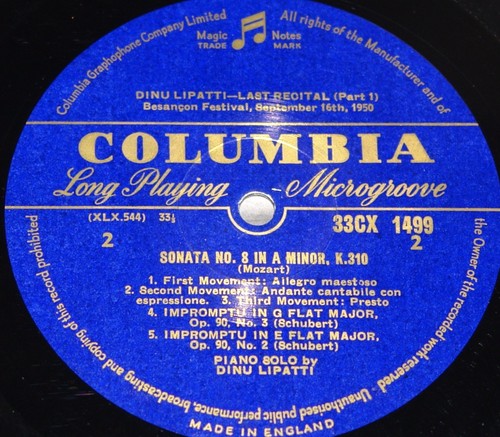 Columbia Graphophone Company Limited
All rights of the Manufacturer and of
the Owner of the recorded work reserved - Unauthorised public performance, broadcasting and copying of this record prohibited
Magic Notes
TRADE MARK
DINU LIPATTI—LAST RECITAL (Part 1)
Besançon Festival, September 16th, 1950
COLUMBIA
Long Playing Microgroove
(XLX.544) 33⅓
33CX 1499
2 2
SONATA NO. 8 IN A MINOR, K.310
(Mozart)
1. First Movement: Allegro maestoso
2. Second Movement: Andante cantabile con
espressione. 3. Third Movement: Presto
4. IMPROMPTU IN G FLAT MAJOR,
Op. 90, No. 3 (Schubert)
5. IMPROMPTU IN E FLAT MAJOR,
Op. 90, No. 2 (Schubert)
PIANO SOLO by
DINU LIPATTI
MADE IN ENGLAND